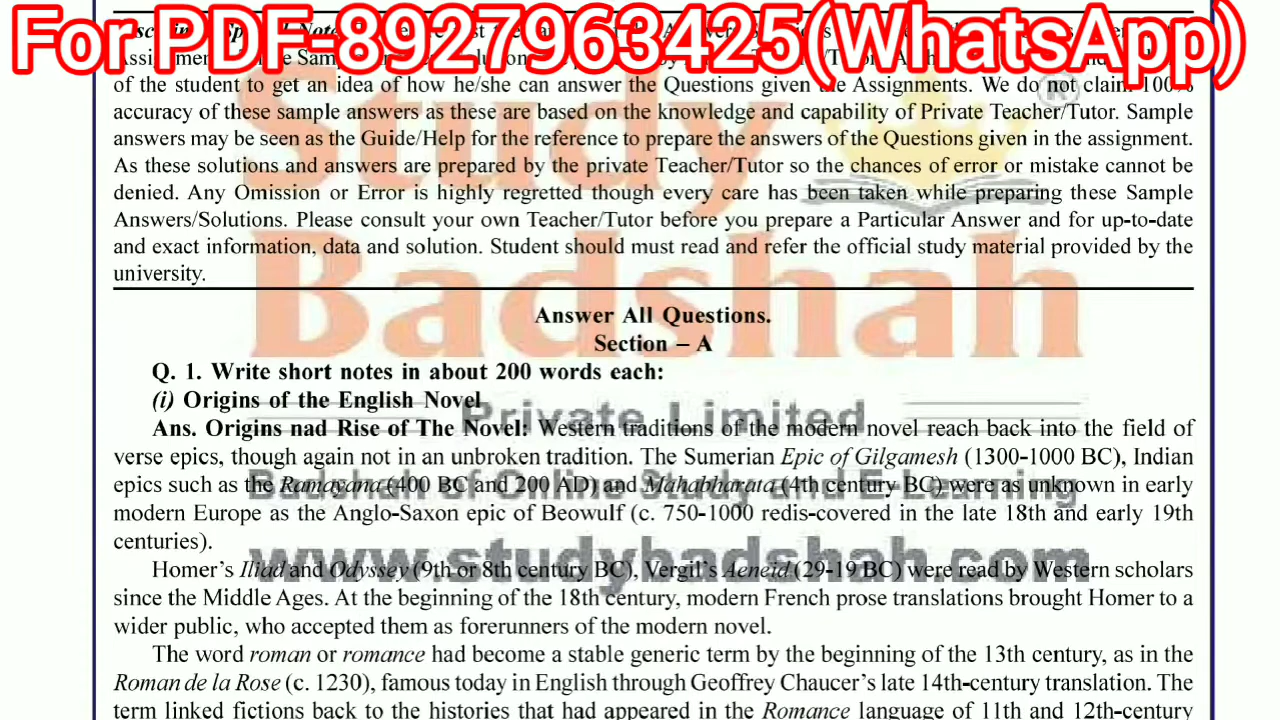 For PDF-8927963425(WhatsApp)
of the student to get an idea of how he/she can answer the Questions given the Assignments. We do not claim 100%
accuracy of these sample answers as these are based on the knowledge and capability of Private Teacher/Tutor. Sample
answers may be seen as the Guide/Help for the reference to prepare the answers of the Questions given in the assignment.
As these solutions and answers are prepared by the private Teacher/Tutor so the chances of error or mistake cannot be
denied. Any Omission or Error is highly regretted though every care has been taken while preparing these Sample
Answers/Solutions. Please consult your own Teacher/Tutor before you prepare a Particular Answer and for up-to-date
and exact information, data and solution. Student should must read and refer the official study material provided by the
university.
Study
Badshah
®
Answer All Questions.
Section – A
Q. 1. Write short notes in about 200 words each:
(i) Origins of the English Novel
Private Limited
Ans. Origins nad Rise of The Novel: Western traditions of the modern novel reach back into the field of
verse epics, though again not in an unbroken tradition. The Sumerian Epic of Gilgamesh (1300-1000 BC), Indian
epics such as the Ramayana (400 BC and 200 AD) and Mahabharata (4th century BC) were as unknown in early
Badshah of Online Study and E-Learning
modern Europe as the Anglo-Saxon epic of Beowulf (c. 750-1000 redis-covered in the late 18th and early 19th
centuries).
www.studybadshah.com
Homer's Iliad and Odyssey (9th or 8th century BC), Vergil's Aeneid (29-19 BC) were read by Western scholars
since the Middle Ages. At the beginning of the 18th century, modern French prose translations brought Homer to a
wider public, who accepted them as forerunners of the modern novel.
The word roman or romance had become a stable generic term by the beginning of the 13th century, as in the
Roman de la Rose (c. 1230), famous today in English through Geoffrey Chaucer's late 14th-century translation. The
term linked fictions back to the histories that had appeared in the Romance language of 11th and 12th-century